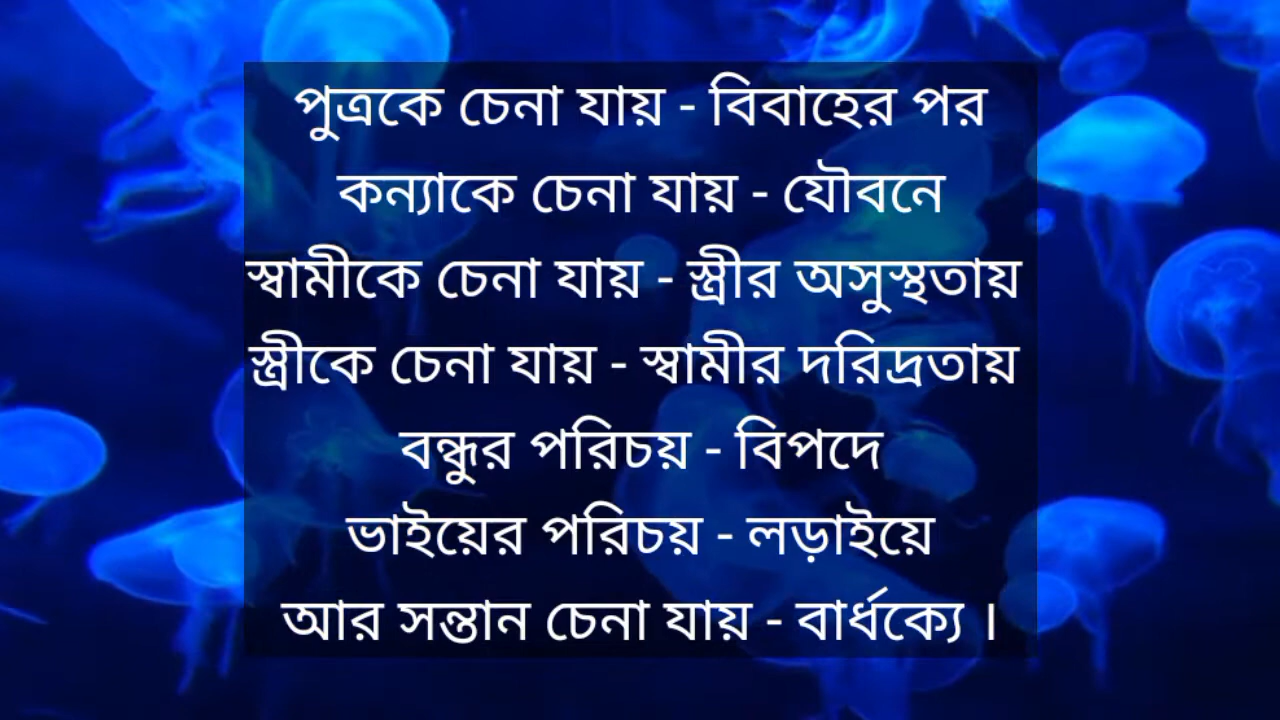 পুত্রকে চেনা যায় - বিবাহের পর
কন্যাকে চেনা যায় - যৌবনে
স্বামীকে চেনা যায় - স্ত্রীর অসুস্থতায়
স্ত্রীকে চেনা যায় - স্বামীর দরিদ্রতায়
বন্ধুর পরিচয় - বিপদে
ভাইয়ের পরিচয় - লড়াইয়ে
আর সন্তান চেনা যায় - বার্ধক্যে ।